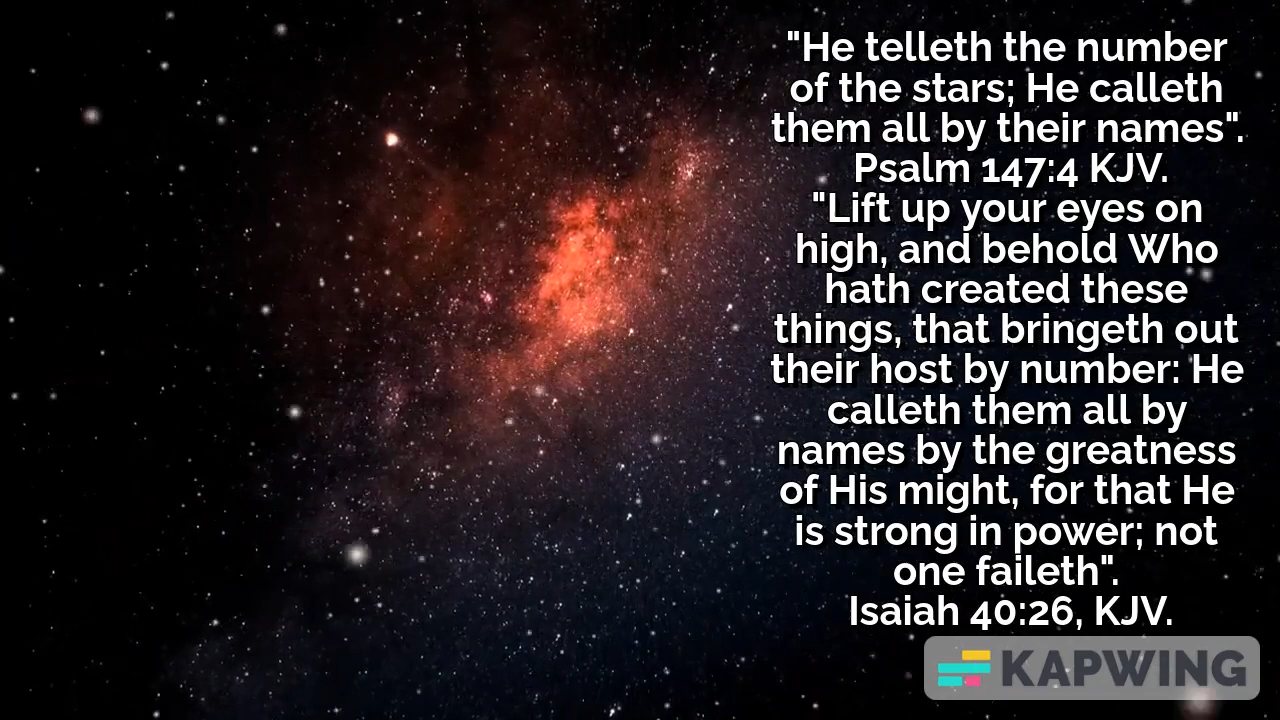 "He telleth the number
of the stars; He calleth
them all by their names".
Psalm 147:4 KJV.
"Lift up your eyes on
high, and behold Who
hath created these
things, that bringeth out
their host by number: He
calleth them all by
names by the greatness
of His might, for that He
is strong in power; not
one faileth".
Isaiah 40:26, KJV.
KAPWING